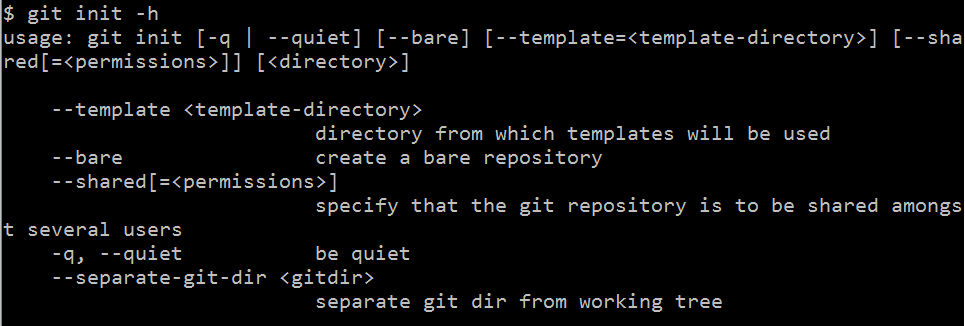 $ git init -h
usage: git init [-q | --quiet] [--bare] [--template=<template-directory>] [--sha
red[=<permissions>]] [<directory>]
--template <template-directory>
directory from which templates will be used
--bare                create a bare repository
--shared[=<permissions>]
specify that the git repository is to be shared amongs
t several users
-q, --quiet           be quiet
--separate-git-dir <gitdir>
separate git dir from working tree